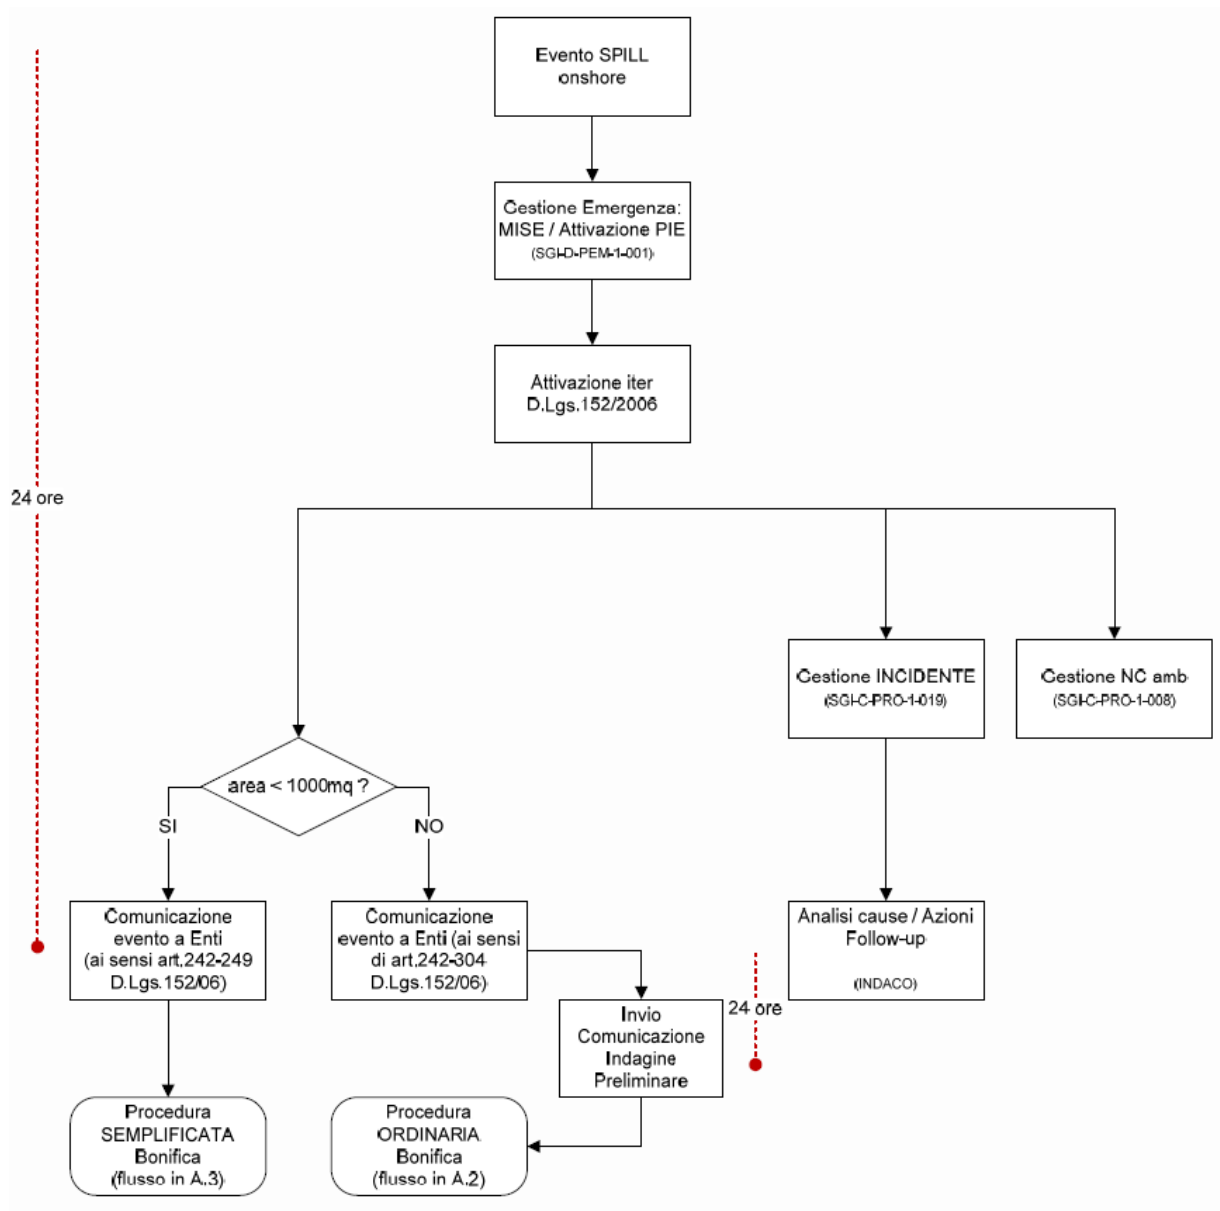 Evento SPILL
onshore
Gestione Emergenza:
MISE / Attivazione PIE
(SGI-D-PEM-1-001)
Attivazione iter
D.Lgs.152/2006
24 ore
Gestione INCIDENTE
(SGI-C-PRO-1-019)
Gestione NC amb
(SGI-C-PRO-1-008)
area < 1000mq ?
SI
NO
Comunicazione
evento a Enti
(ai sensi art.242-249
D.Lgs.152/06)
Comunicazione
evento a Enti (ai sensi
di art.242-304
D.Lgs.152/06)
Analisi cause / Azioni
Follow-up
(INDACO)
24 ore
Invio
Comunicazione
Indagine
Preliminare
Procedura
SEMPLIFICATA
Bonifica
(flusso in A.3)
Procedura
ORDINARIA
Bonifica
(flusso in A.2)